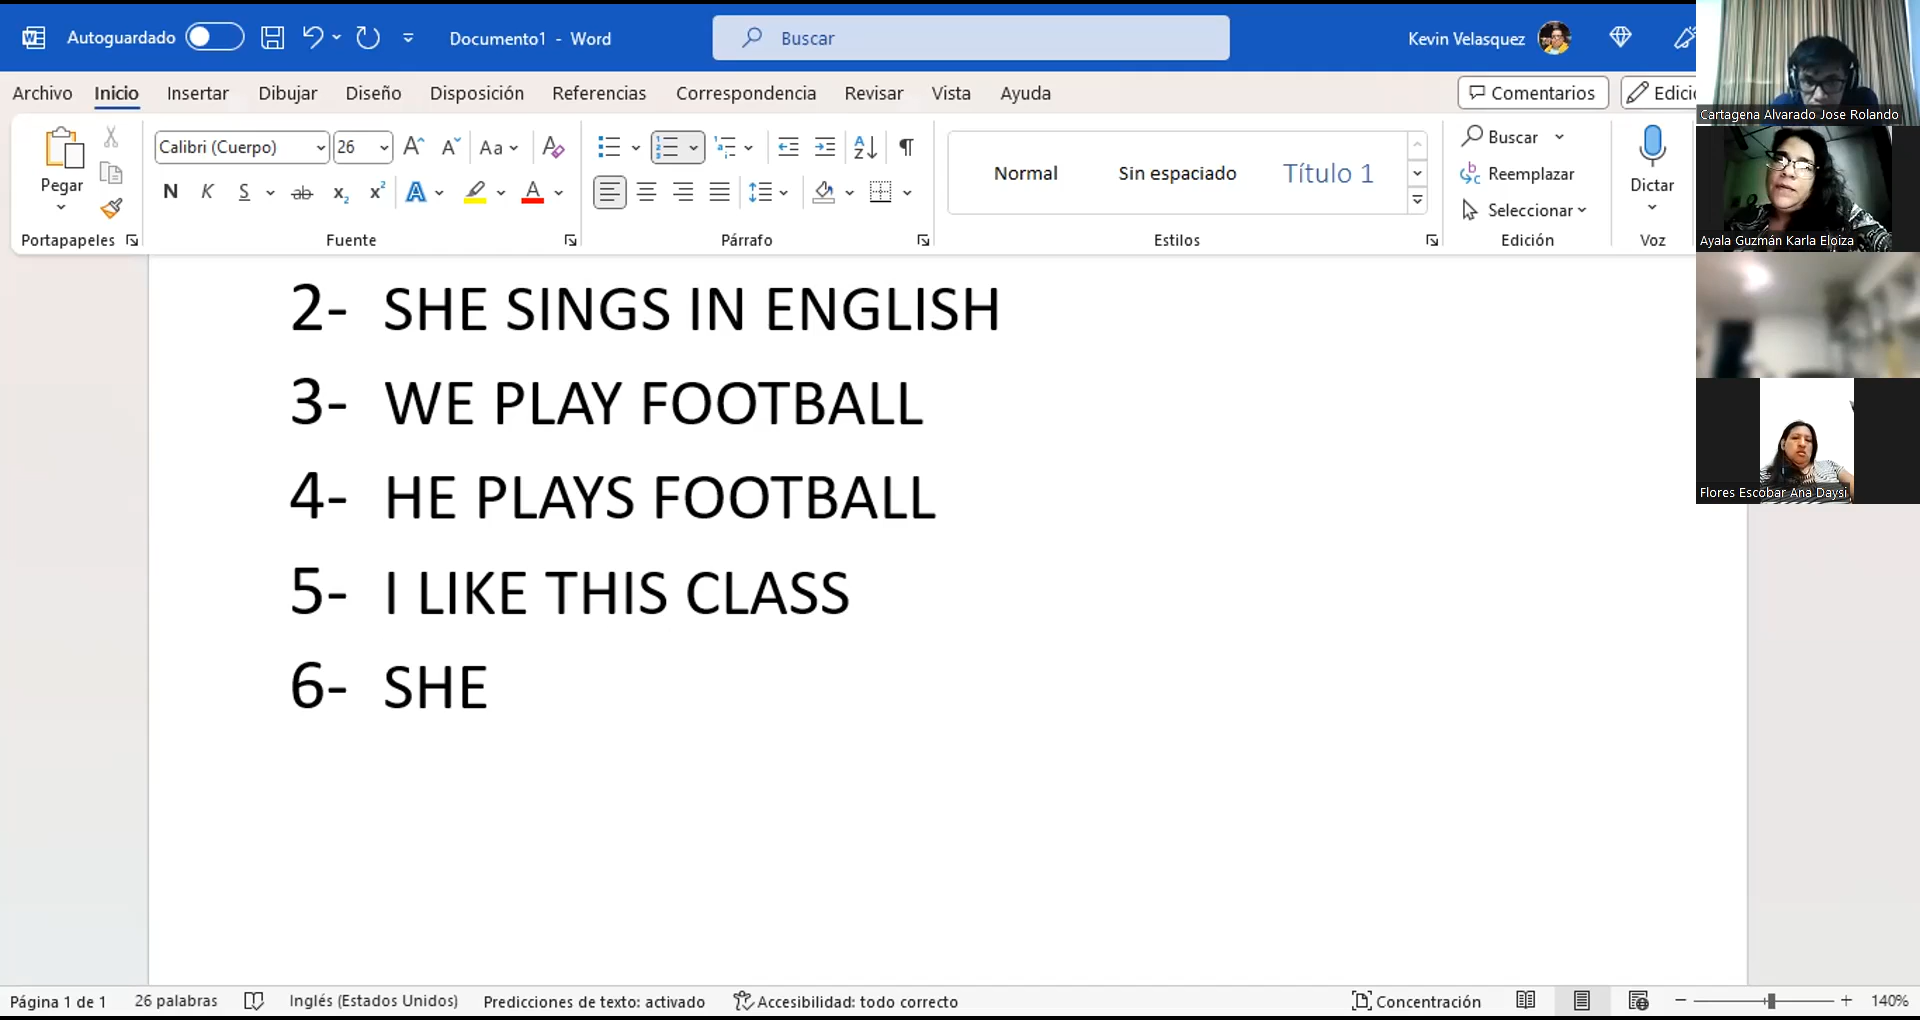 Autoguardado
Documento1 - Word
Buscar
Kevin Velasquez
Archivo Inicio Insertar Dibujar Diseño Disposición Referencias Correspondencia Revisar Vista Ayuda
Comentarios
Pegar
Portapapeles
Calibri (Cuerpo) 26
Aa
N K S ab x₂ x² A A
Fuente
Párrafo
Normal Sin espaciado Título 1
Estilos
Buscar
Reemplazar
Seleccionar
Edición
Dictar
Voz
Cartagena Alvarado Jose Rolando
Ayala Guzmán Karla Eloiza
Flores Escobar Ana Daysi
2- SHE SINGS IN ENGLISH
3- WE PLAY FOOTBALL
4- HE PLAYS FOOTBALL
5- I LIKE THIS CLASS
6- SHE
Página 1 de 1 26 palabras Inglés (Estados Unidos) Predicciones de texto: activado Accesibilidad: todo correcto Concentración 140%